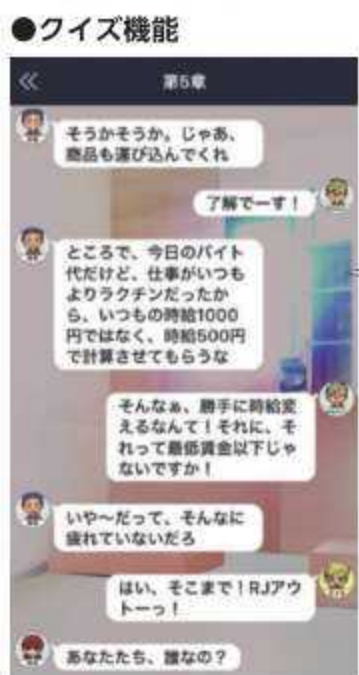 ●クイズ機能
第5章
そうかそうか。じゃあ、
商品も運び込んでくれ
了解でーす！
ところで、今日のバイト
代だけど、仕事がいつも
よりラクチンだったか
ら、いつもの時給1000
円ではなく、時給500円
で計算させてもらうな
そんなぁ、勝手に時給変
えるなんて！それに、そ
れって最低賃金以下じゃ
ないですか！
いや〜だって、そんなに
疲れていないだろ
はい、そこまで！RJアウ
トーっ！
あなたたち、誰なの？